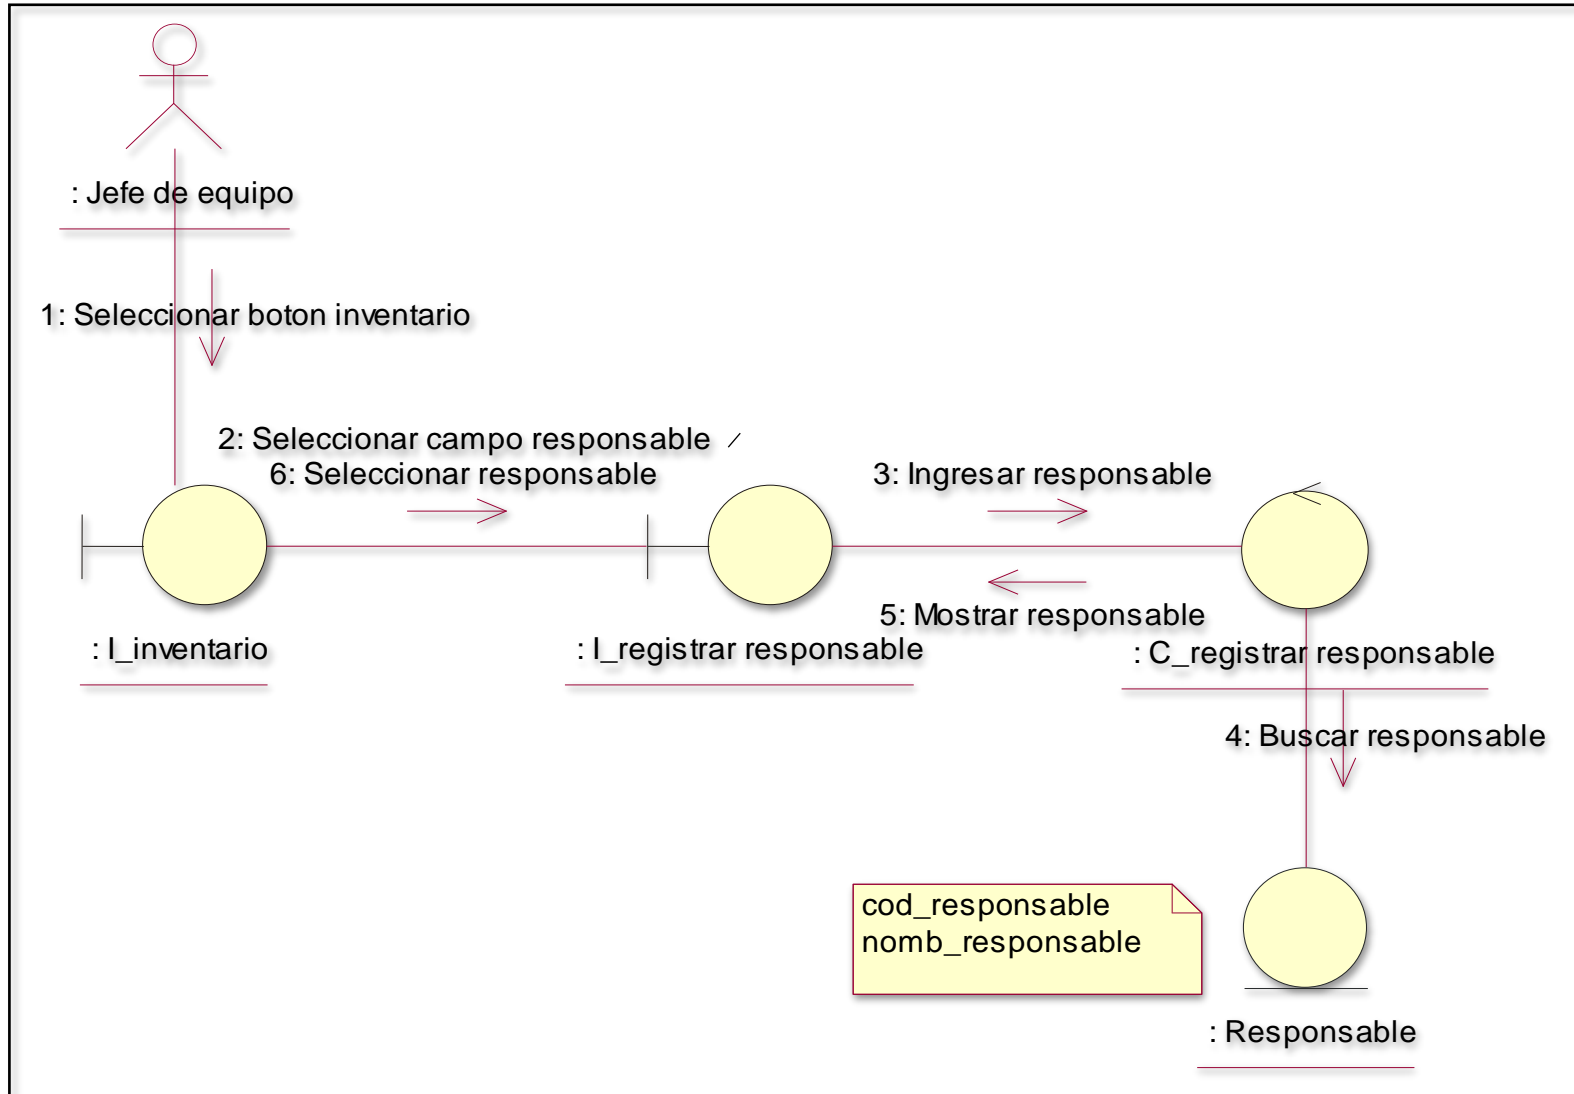 : Jefe de equipo
1: Seleccionar boton inventario
2: Seleccionar campo responsable
6: Seleccionar responsable
3: Ingresar responsable
5: Mostrar responsable
: I_inventario
: I_registrar responsable
: C_registrar responsable
4: Buscar responsable
cod_responsable
nomb_responsable
: Responsable